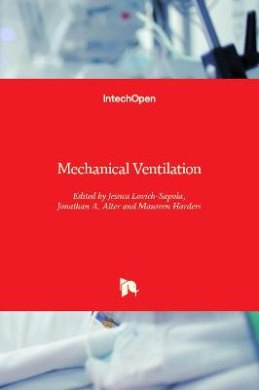 IntechOpen
Mechanical Ventilation
Edited by Jessica Lovich-Sapola,
Jonathan A. Alter and Maureen Harders